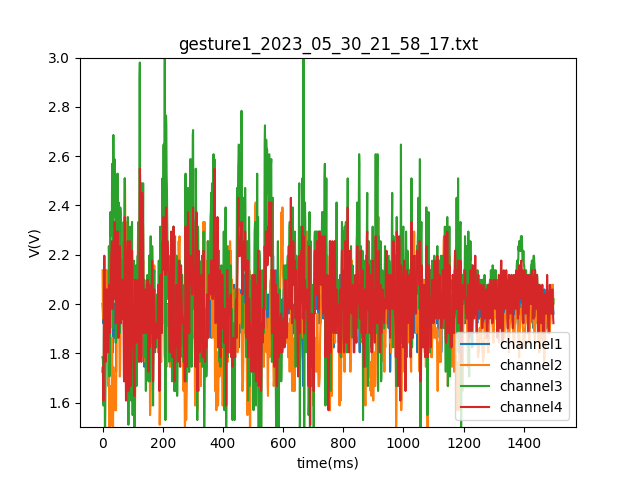 gesture1_2023_05_30_21_58_17.txt
3.0
2.8
2.6
2.4
2.2
2.0
1.8
1.6
V(V)
0 200 400 600 800 1000 1200 1400
time(ms)
channel1
channel2
channel3
channel4